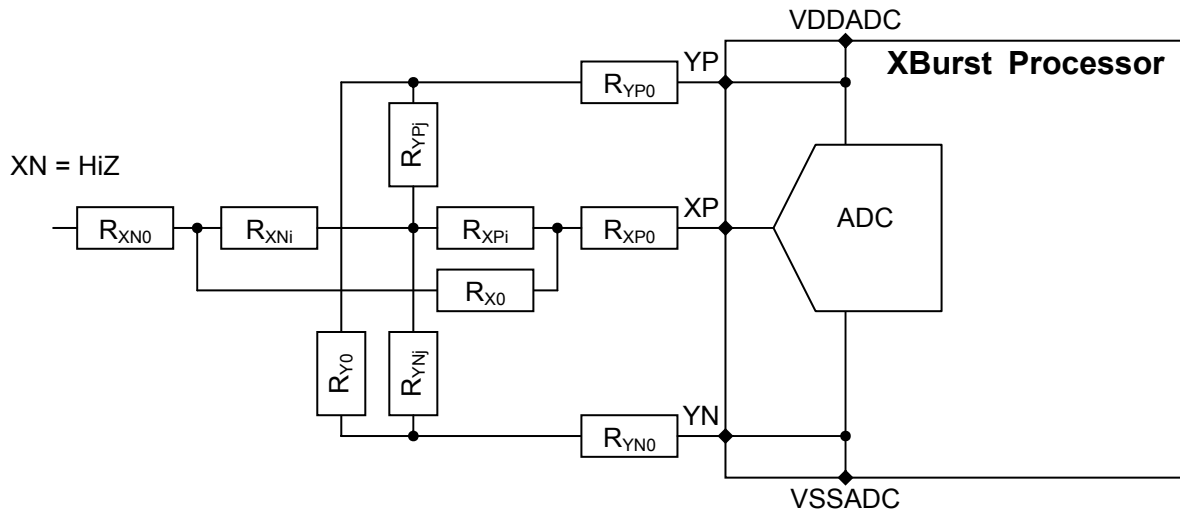 VDDADC
YP
XBurst Processor
R_YP0
R_YPj
XN = HiZ
XP
ADC
R_XN0
R_XNi
R_XPi
R_XP0
R_X0
R_Y0
R_YNj
YN
R_YN0
VSSADC